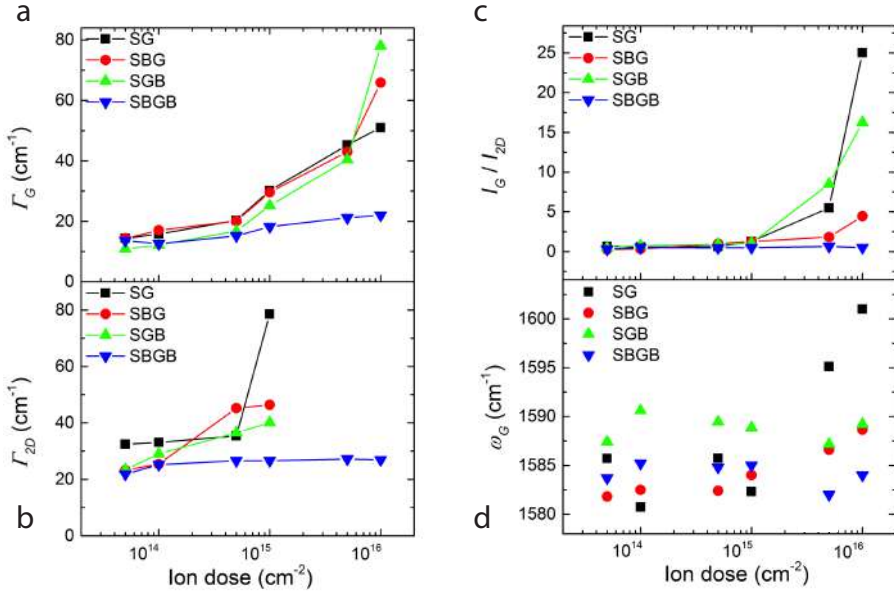 a
80
60
40
20
0
Γ_G (cm⁻¹)
SG
SBG
SGB
SBGB
80
60
40
20
0
Γ_2D (cm⁻¹)
SG
SBG
SGB
SBGB
b
10¹⁴ 10¹⁵ 10¹⁶
Ion dose (cm⁻²)
c
25
20
15
10
5
0
I_G / I_2D
SG
SBG
SGB
SBGB
1600
1595
1590
1585
1580
ω_G (cm⁻¹)
SG
SBG
SGB
SBGB
d
10¹⁴ 10¹⁵ 10¹⁶
Ion dose (cm⁻²)